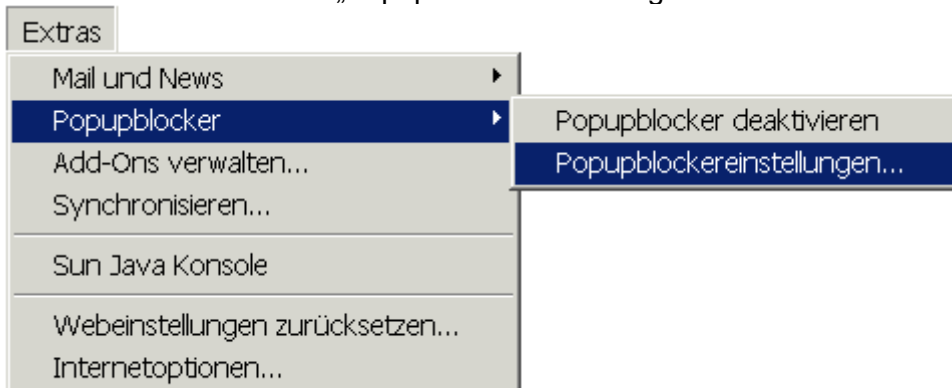 Extras
Mail und News
Popupblocker
Add-Ons verwalten...
Synchronisieren...
Sun Java Konsole
Webeinstellungen zurücksetzen...
Internetoptionen...
Popupblocker deaktivieren
Popupblockereinstellungen...